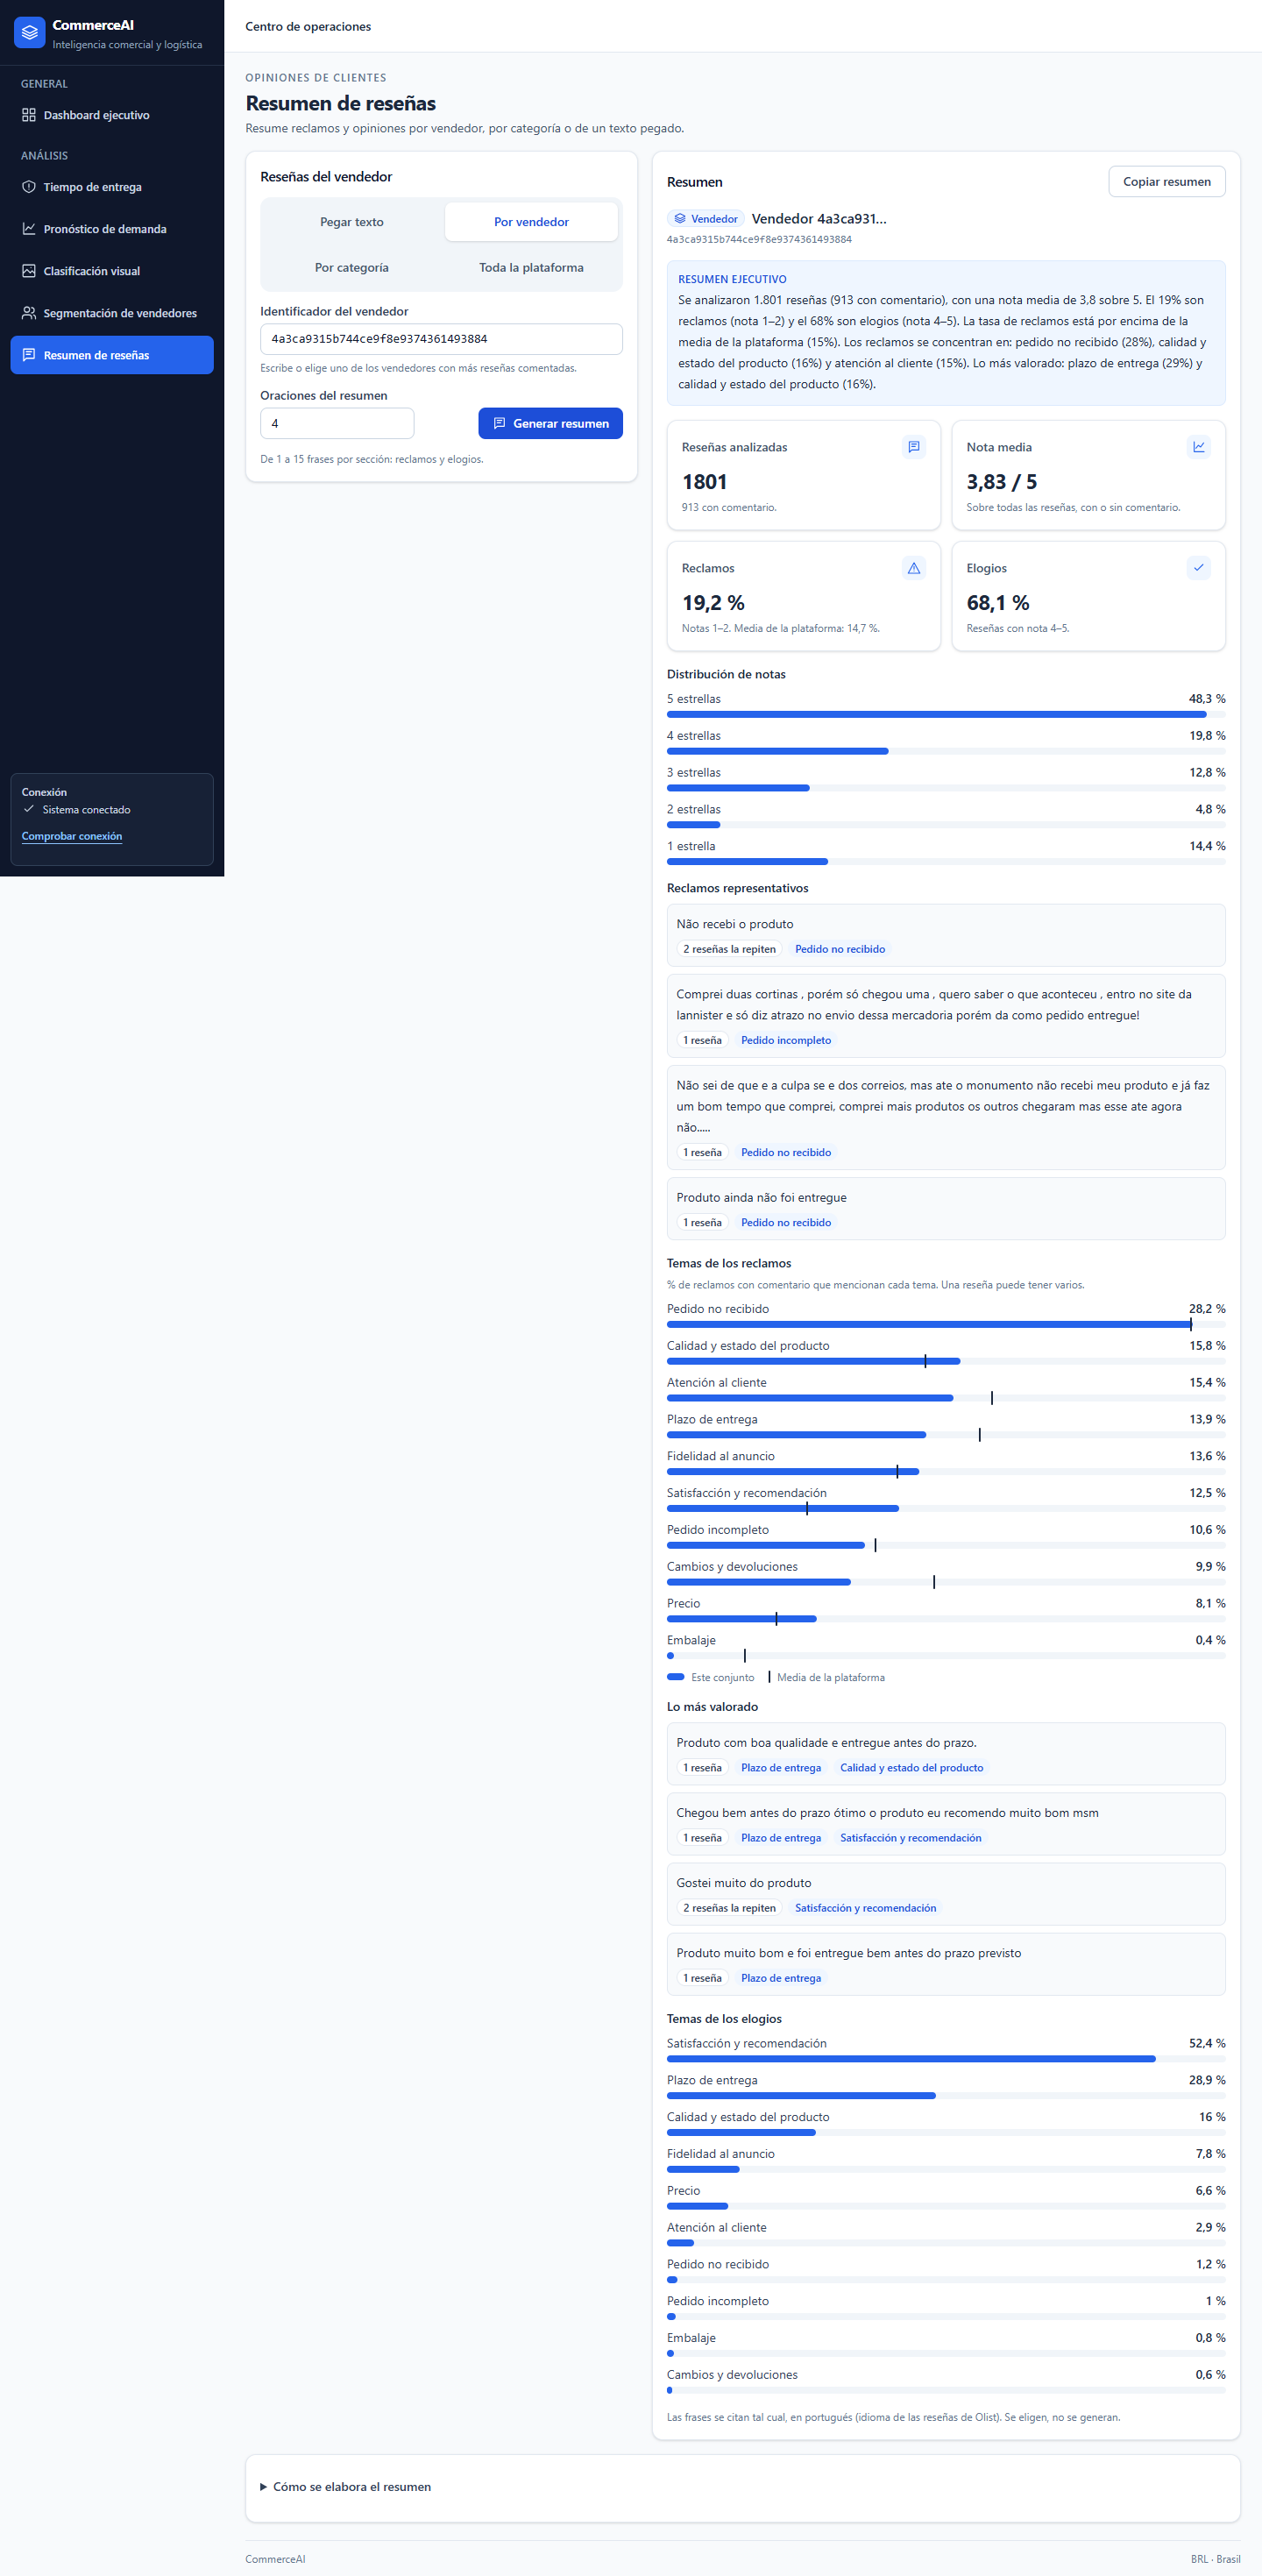 CommerceAI
Inteligencia comercial y logística
GENERAL
Dashboard ejecutivo
ANÁLISIS
Tiempo de entrega
Pronóstico de demanda
Clasificación visual
Segmentación de vendedores
Resumen de reseñas
Conexión
Sistema conectado
Comprobar conexión
Centro de operaciones
OPINIONES DE CLIENTES
Resumen de reseñas
Resume reclamos y opiniones por vendedor, por categoría o de un texto pegado.
Reseñas del vendedor
Pegar texto
Por vendedor
Por categoría
Toda la plataforma
Identificador del vendedor
4a3ca9315b744ce9f8e9374361493884
Escribe o elige uno de los vendedores con más reseñas comentadas.
Oraciones del resumen
4
Generar resumen
De 1 a 15 frases por sección: reclamos y elogios.
Resumen
Copiar resumen
Vendedor
Vendedor 4a3ca931…
4a3ca9315b744ce9f8e9374361493884
RESUMEN EJECUTIVO
Se analizaron 1.801 reseñas (913 con comentario), con una nota media de 3,8 sobre 5. El 19% son
reclamos (nota 1–2) y el 68% son elogios (nota 4–5). La tasa de reclamos está por encima de la
media de la plataforma (15%). Los reclamos se concentran en: pedido no recibido (28%), calidad y
estado del producto (16%) y atención al cliente (15%). Lo más valorado: plazo de entrega (29%) y
calidad y estado del producto (16%).
Reseñas analizadas
1801
913 con comentario.
Nota media
3,83 / 5
Sobre todas las reseñas, con o sin comentario.
Reclamos
19,2 %
Notas 1–2. Media de la plataforma: 14,7 %.
Elogios
68,1 %
Reseñas con nota 4–5.
Distribución de notas
5 estrellas 48,3 %
4 estrellas 19,8 %
3 estrellas 12,8 %
2 estrellas 4,8 %
1 estrella 14,4 %
Reclamos representativos
Não recebi o produto
2 reseñas la repiten Pedido no recibido
Comprei duas cortinas , porém só chegou uma , quero saber o que aconteceu , entro no site da
lannister e só diz atrazo no envio dessa mercadoria porém da como pedido entregue!
1 reseña Pedido incompleto
Não sei de que e a culpa se e dos correios, mas ate o monumento não recebi meu produto e já faz
um bom tempo que comprei, comprei mais produtos os outros chegaram mas esse ate agora
não.....
1 reseña Pedido no recibido
Produto ainda não foi entregue
1 reseña Pedido no recibido
Temas de los reclamos
% de reclamos con comentario que mencionan cada tema. Una reseña puede tener varios.
Pedido no recibido 28,2 %
Calidad y estado del producto 15,8 %
Atención al cliente 15,4 %
Plazo de entrega 13,9 %
Fidelidad al anuncio 13,6 %
Satisfacción y recomendación 12,5 %
Pedido incompleto 10,6 %
Cambios y devoluciones 9,9 %
Precio 8,1 %
Embalaje 0,4 %
Este conjunto Media de la plataforma
Lo más valorado
Produto com boa qualidade e entregue antes do prazo.
1 reseña Plazo de entrega Calidad y estado del producto
Chegou bem antes do prazo ótimo o produto eu recomendo muito bom msm
1 reseña Plazo de entrega Satisfacción y recomendación
Gostei muito do produto
2 reseñas la repiten Satisfacción y recomendación
Produto muito bom e foi entregue bem antes do prazo previsto
1 reseña Plazo de entrega
Temas de los elogios
Satisfacción y recomendación 52,4 %
Plazo de entrega 28,9 %
Calidad y estado del producto 16 %
Fidelidad al anuncio 7,8 %
Precio 6,6 %
Atención al cliente 2,9 %
Pedido no recibido 1,2 %
Pedido incompleto 1 %
Embalaje 0,8 %
Cambios y devoluciones 0,6 %
Las frases se citan tal cual, en portugués (idioma de las reseñas de Olist). Se eligen, no se generan.
Cómo se elabora el resumen
CommerceAI
BRL · Brasil